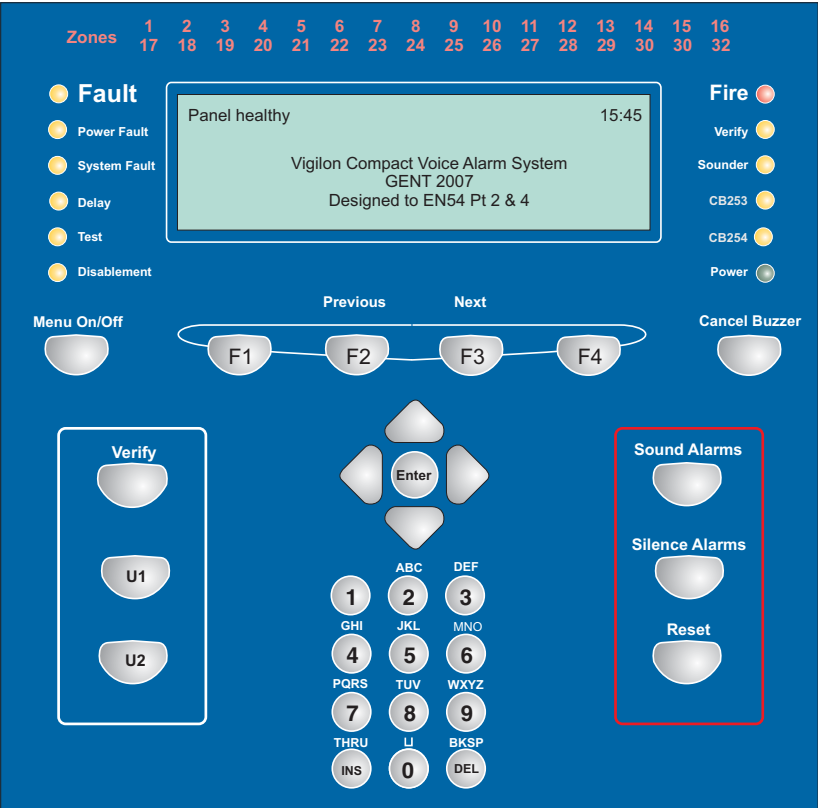 Zones 1 2 3 4 5 6 7 8 9 10 11 12 13 14 15 16
17 18 19 20 21 22 23 24 25 26 27 28 29 30 30 32
Fault
Power Fault
System Fault
Delay
Test
Disablement
Panel healthy 15:45
Vigilon Compact Voice Alarm System
GENT 2007
Designed to EN54 Pt 2 & 4
Fire
Verify
Sounder
CB253
CB254
Power
Menu On/Off
Previous Next
F1 F2 F3 F4
Cancel Buzzer
Verify
U1
U2
Enter
ABC DEF
1 2 3
GHI JKL MNO
4 5 6
PQRS TUV WXYZ
7 8 9
THRU ⊔ BKSP
INS 0 DEL
Sound Alarms
Silence Alarms
Reset